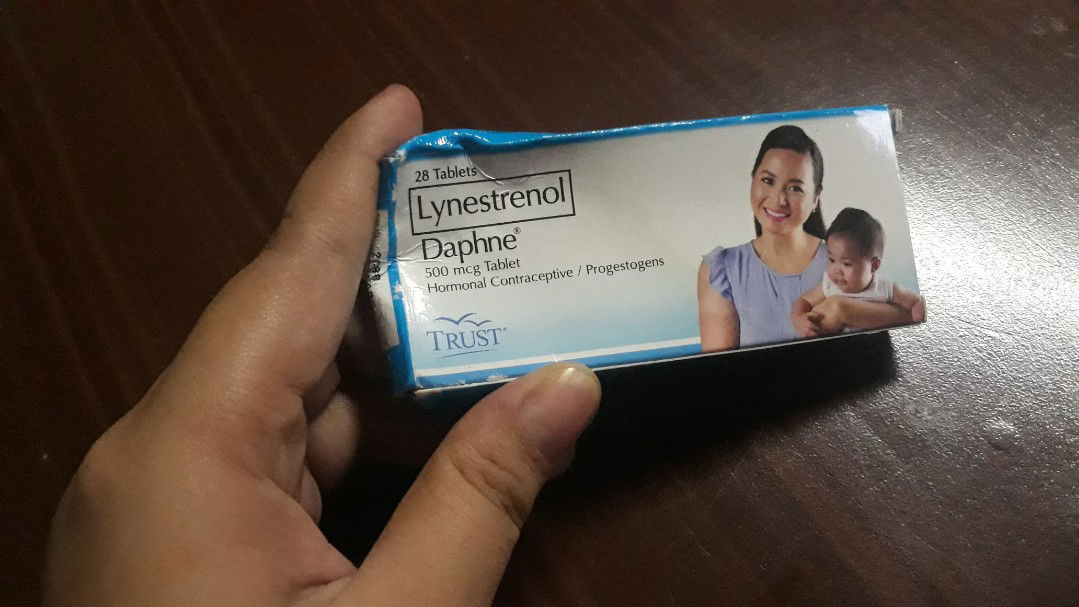 28 Tablets
Lynestrenol
Daphne®
500 mcg Tablet
Hormonal Contraceptive / Progestogens
TRUST®